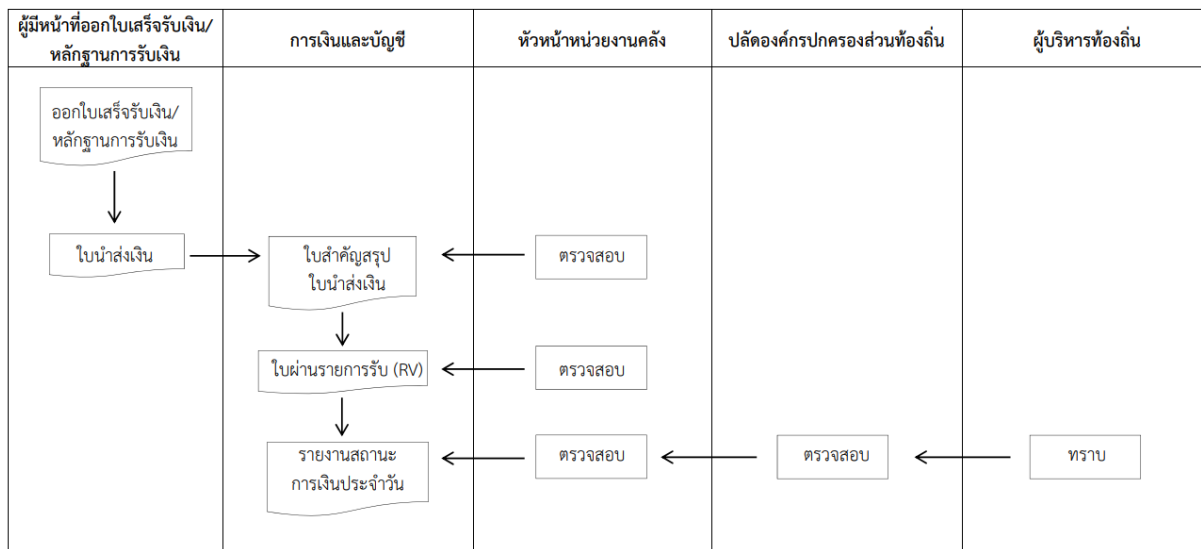 ผู้มีหน้าที่ออกใบเสร็จรับเงิน/
หลักฐานการรับเงิน
การเงินและบัญชี
หัวหน้าหน่วยงานคลัง
ปลัดองค์กรปกครองส่วนท้องถิ่น
ผู้บริหารท้องถิ่น
ออกใบเสร็จรับเงิน/
หลักฐานการรับเงิน
ใบนำส่งเงิน
ใบสำคัญสรุป
ใบนำส่งเงิน
ตรวจสอบ
ใบผ่านรายการรับ (RV)
ตรวจสอบ
รายงานสถานะ
การเงินประจำวัน
ตรวจสอบ
ตรวจสอบ
ทราบ